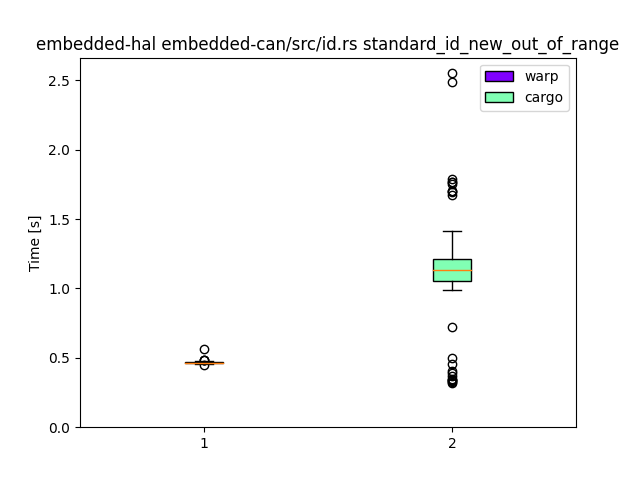 embedded-hal embedded-can/src/id.rs standard_id_new_out_of_range
warp
cargo
Time [s]
2.5
2.0
1.5
1.0
0.5
0.0
1
2